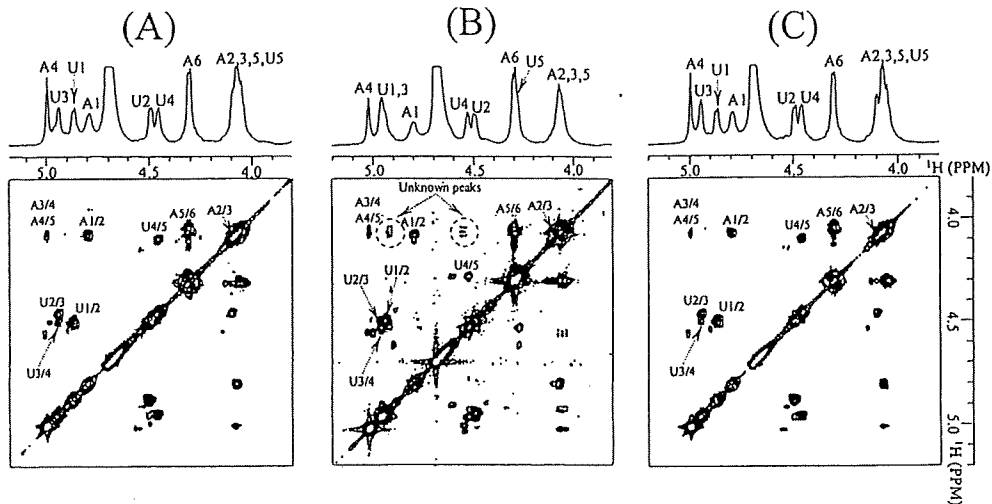 (A)
A4
U1
U3
A1
U2 U4
A6
A2,3,5,U5
5.0 4.5 4.0
A3/4
A4/5
A1/2
U4/5
A5/6
A2/3
U2/3
U1/2
U3/4
(B)
A4
U1,3
A1
U4 U2
A6
U5
A2,3,5
5.0 4.5 4.0
Unknown peaks
A3/4
A4/5
A1/2
A5/6
A2/3
U4/5
U1/2
U2/3
U3/4
(C)
A4
U1
U3
A1
U2 U4
A6
A2,3,5,U5
5.0 4.5 4.0 ¹H (PPM)
A3/4
A4/5
A1/2
U4/5
A5/6
A2/3
U2/3
U1/2
U3/4
4.0
4.5
5.0
¹H (PPM)